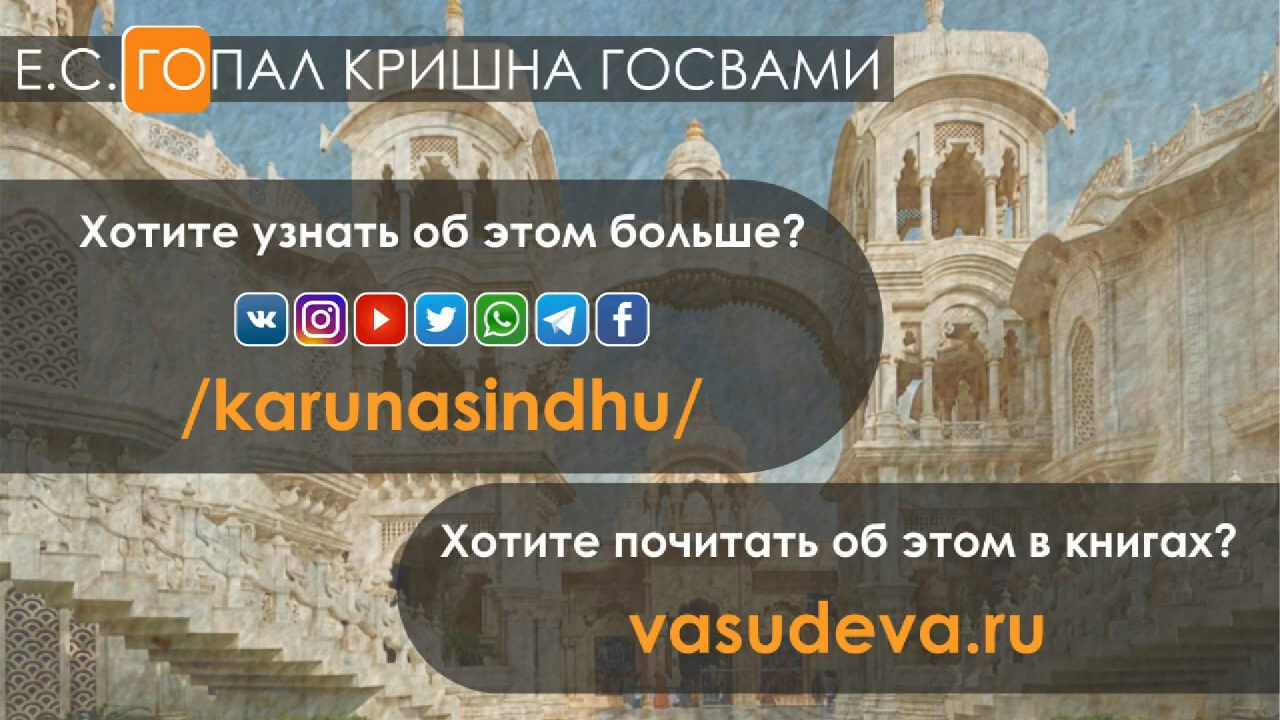 Е.С. ГОПАЛ КРИШНА ГОСВАМИ
Хотите узнать об этом больше?
/karunasindhu/
Хотите почитать об этом в книгах?
vasudeva.ru